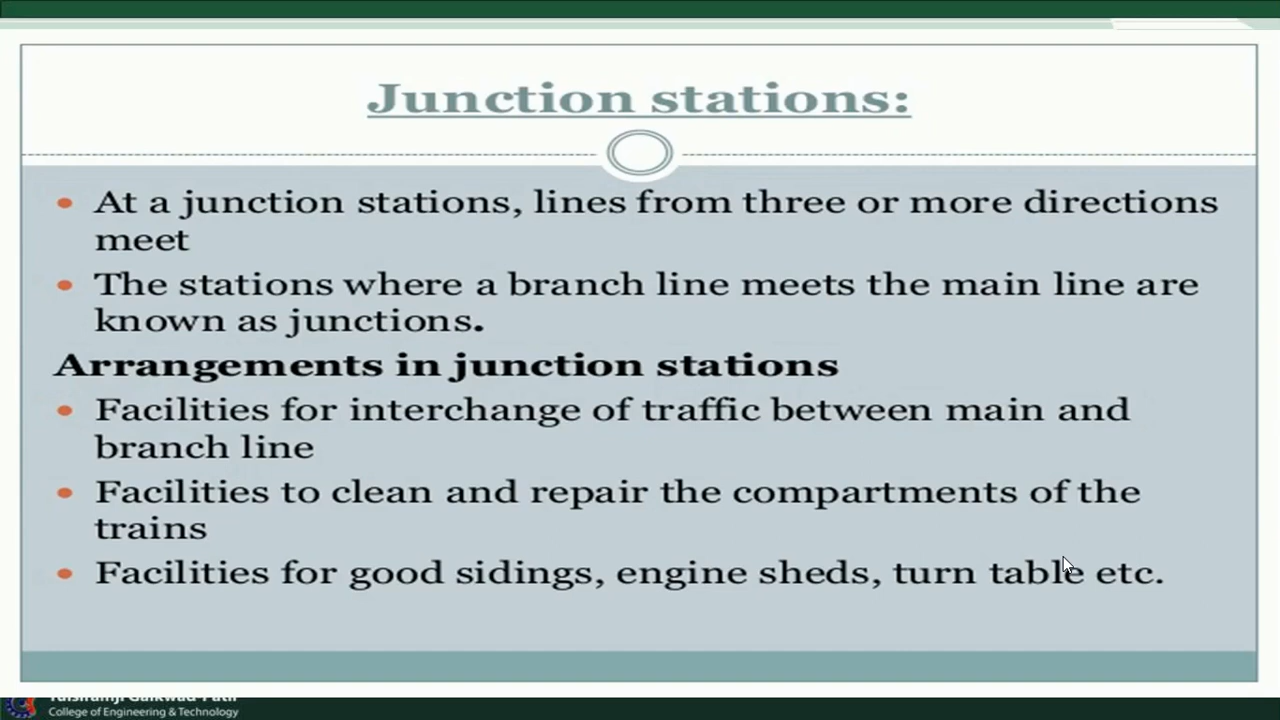 Junction stations:
At a junction stations, lines from three or more directions
meet
The stations where a branch line meets the main line are
known as junctions.
Arrangements in junction stations
Facilities for interchange of traffic between main and
branch line
Facilities to clean and repair the compartments of the
trains
Facilities for good sidings, engine sheds, turn table etc.
College of Engineering & Technology